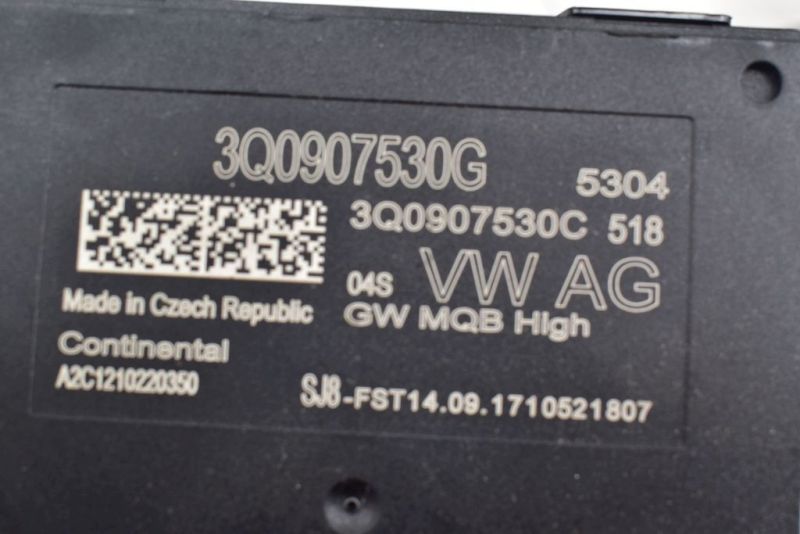 3Q0907530G 5304
3Q0907530C 518
04S VW AG
Made in Czech Republic GW MQB High
Continental
A2C1210220350 SJ8-FST14.09.1710521807